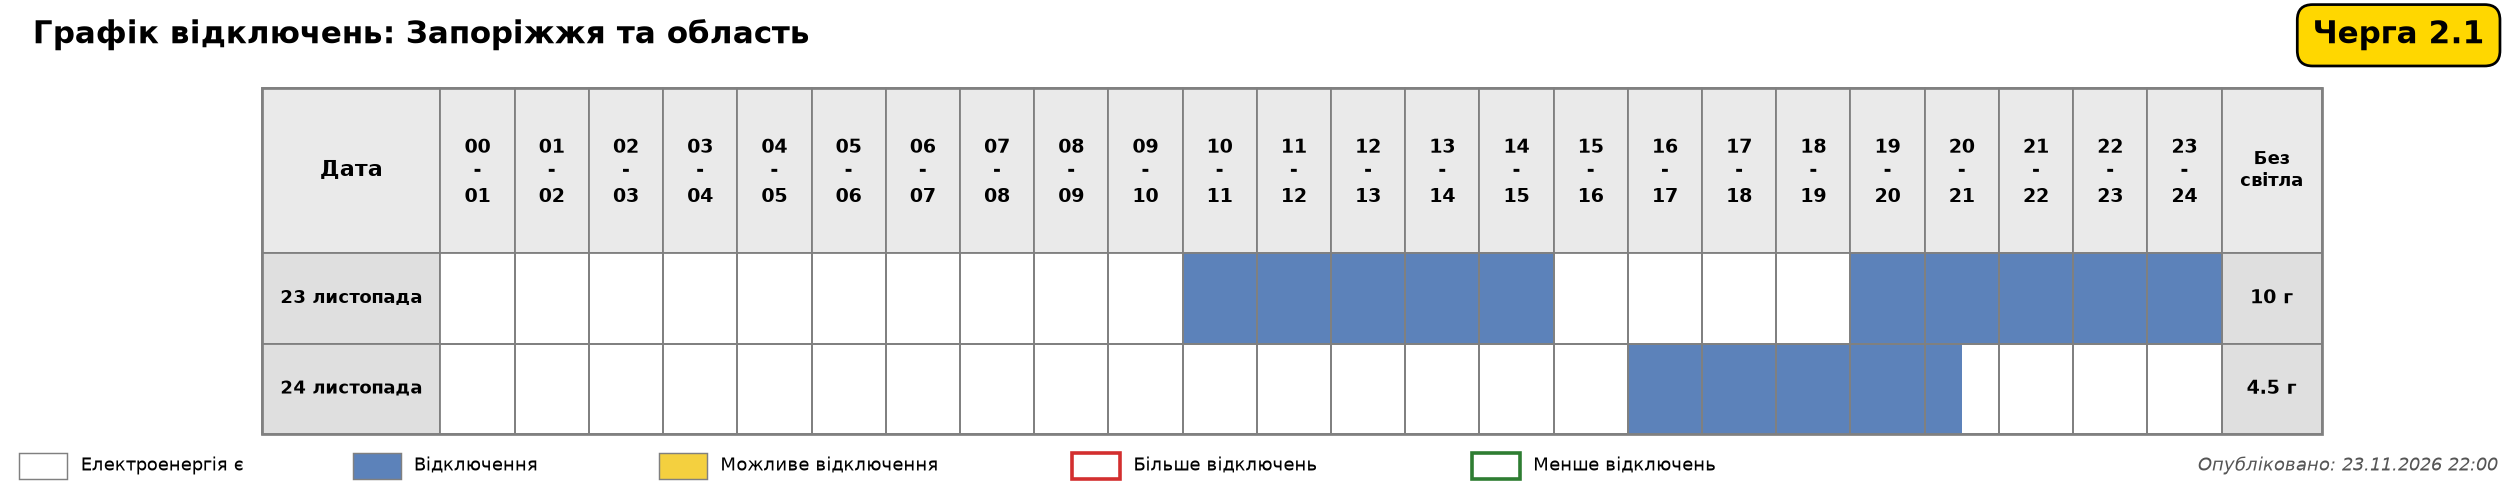 Графік відключень: Запоріжжя та область
Черга 2.1
Дата 00 - 01 01 - 02 02 - 03 03 - 04 04 - 05 05 - 06 06 - 07 07 - 08 08 - 09 09 - 10 10 - 11 11 - 12 12 - 13 13 - 14 14 - 15 15 - 16 16 - 17 17 - 18 18 - 19 19 - 20 20 - 21 21 - 22 22 - 23 23 - 24 Без світла
23 листопада 10 г
24 листопада 4.5 г
Електроенергія є Відключення Можливе відключення Більше відключень Менше відключень Опубліковано: 23.11.2026 22:00